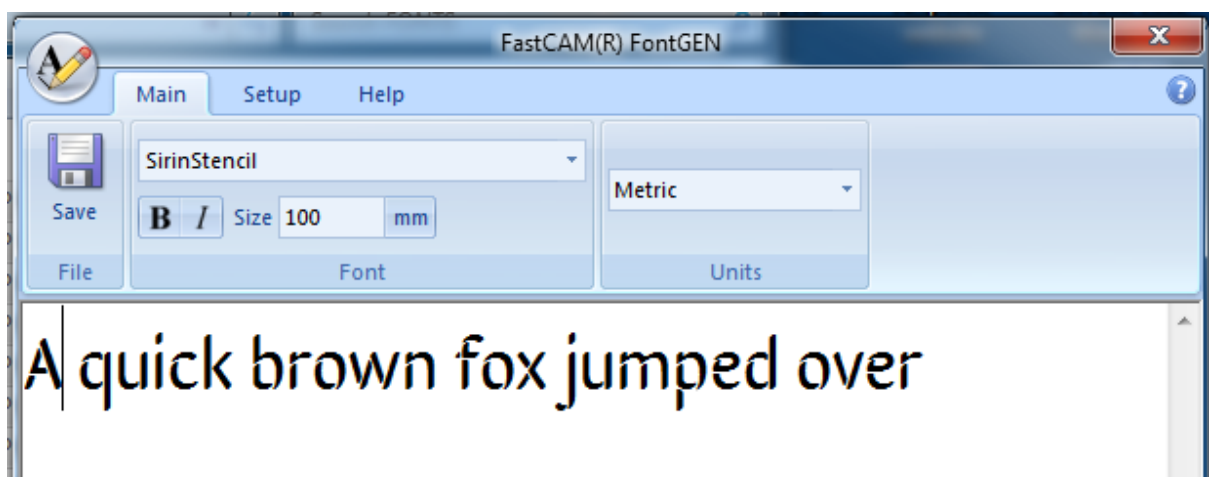 FastCAM(R) FontGEN
Main Setup Help
SirinStencil
Metric
Save B I Size 100 mm
File Font Units
A quick brown fox jumped over